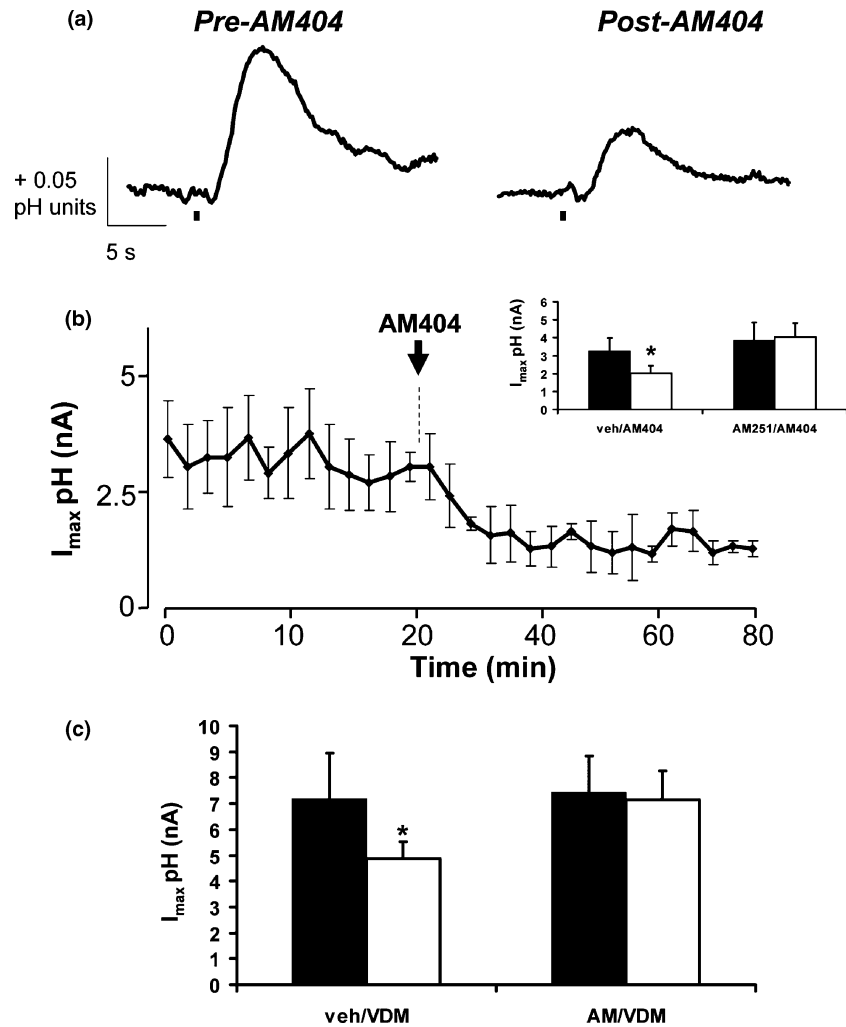 (a)
Pre-AM404
Post-AM404
+ 0.05
pH units
5 s
(b)
AM404
Imax pH (nA)
5
2.5
0
0 10 20 40 60 80
Time (min)
Imax pH (nA)
6
5
4
3
2
1
0
*
veh/AM404
AM251/AM404
(c)
Imax pH (nA)
10
9
8
7
6
5
4
3
2
1
0
*
veh/VDM
AM/VDM